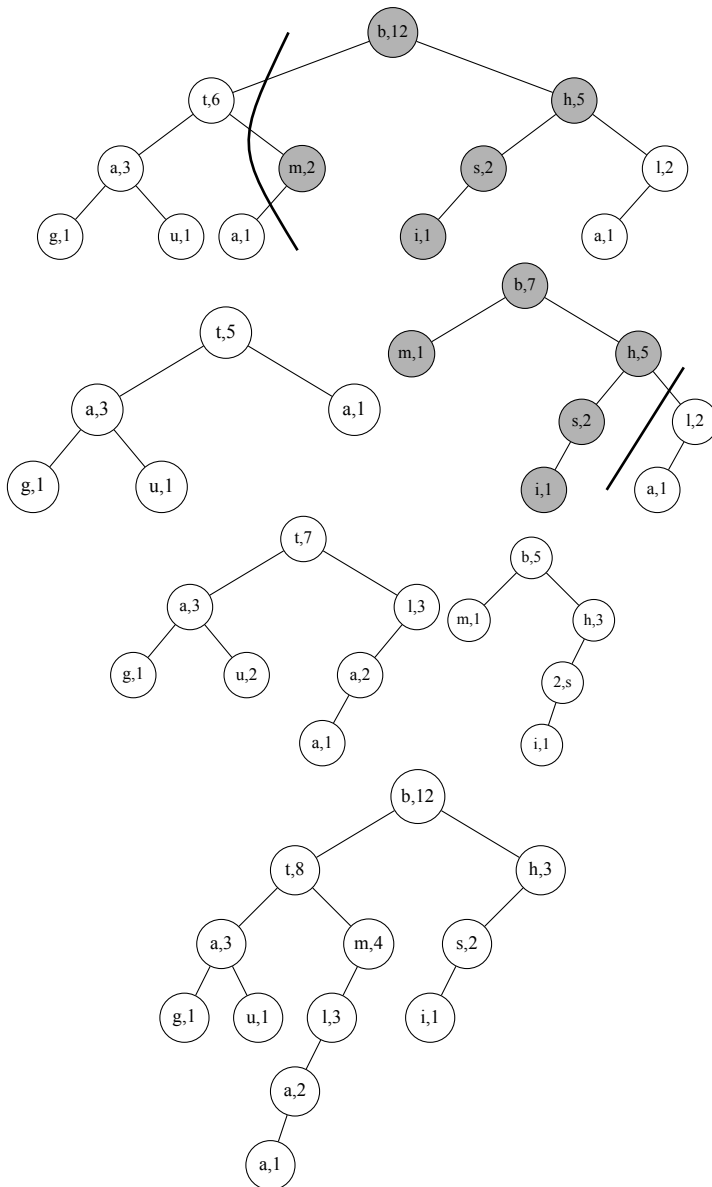 b,12
t,6 h,5
a,3 m,2 s,2 l,2
g,1 u,1 a,1 i,1 a,1
b,7
t,5
m,1 h,5
a,3 a,1
s,2 l,2
g,1 u,1 i,1 a,1
t,7
b,5
a,3 l,3 m,1 h,3
g,1 u,2 a,2 2,s
a,1 i,1
b,12
t,8 h,3
a,3 m,4 s,2
g,1 u,1 l,3 i,1
a,2
a,1